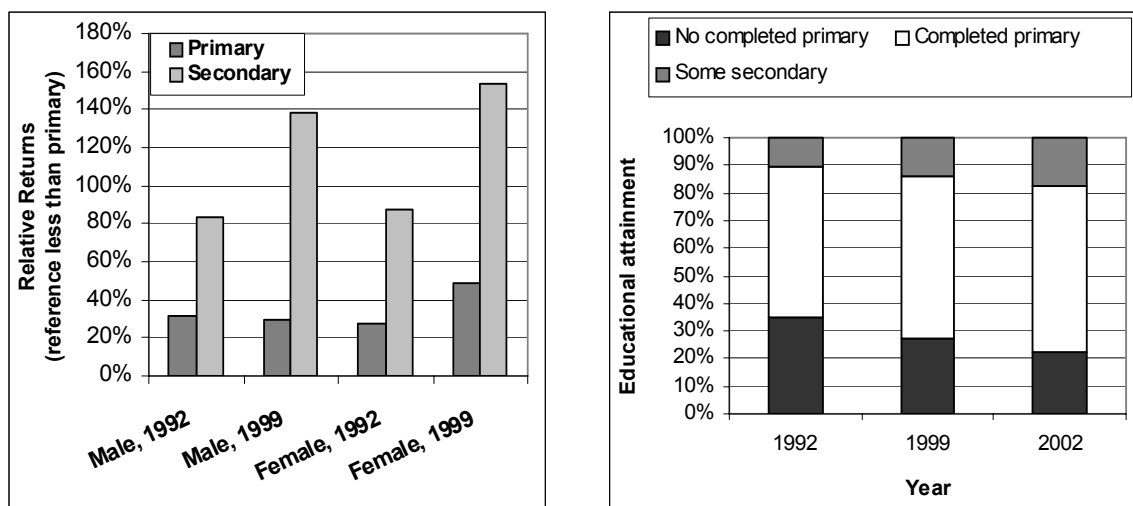 180%
160%
140%
120%
100%
80%
60%
40%
20%
0%
Relative Returns
(reference less than primary)
Primary
Secondary
Male, 1992
Male, 1999
Female, 1992
Female, 1999
No completed primary
Completed primary
Some secondary
100%
90%
80%
70%
60%
50%
40%
30%
20%
10%
0%
Educational attainment
1992
1999
2002
Year